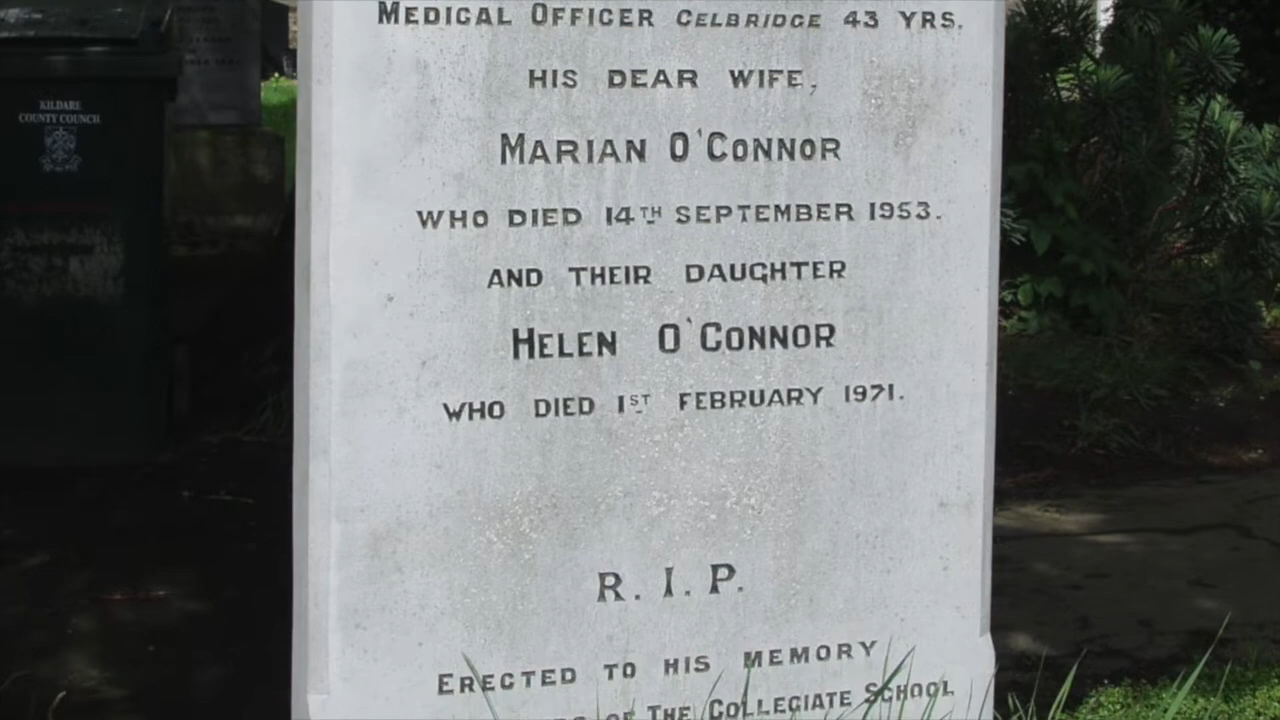 MEDICAL OFFICER CELBRIDGE 43 YRS.
HIS DEAR WIFE,
MARIAN O'CONNOR
WHO DIED 14TH SEPTEMBER 1953.
AND THEIR DAUGHTER
HELEN O'CONNOR
WHO DIED 1ST FEBRUARY 1971.
R. I. P.
ERECTED TO HIS MEMORY
OF THE COLLEGIATE SCHOOL
KILDARE
COUNTY COUNCIL